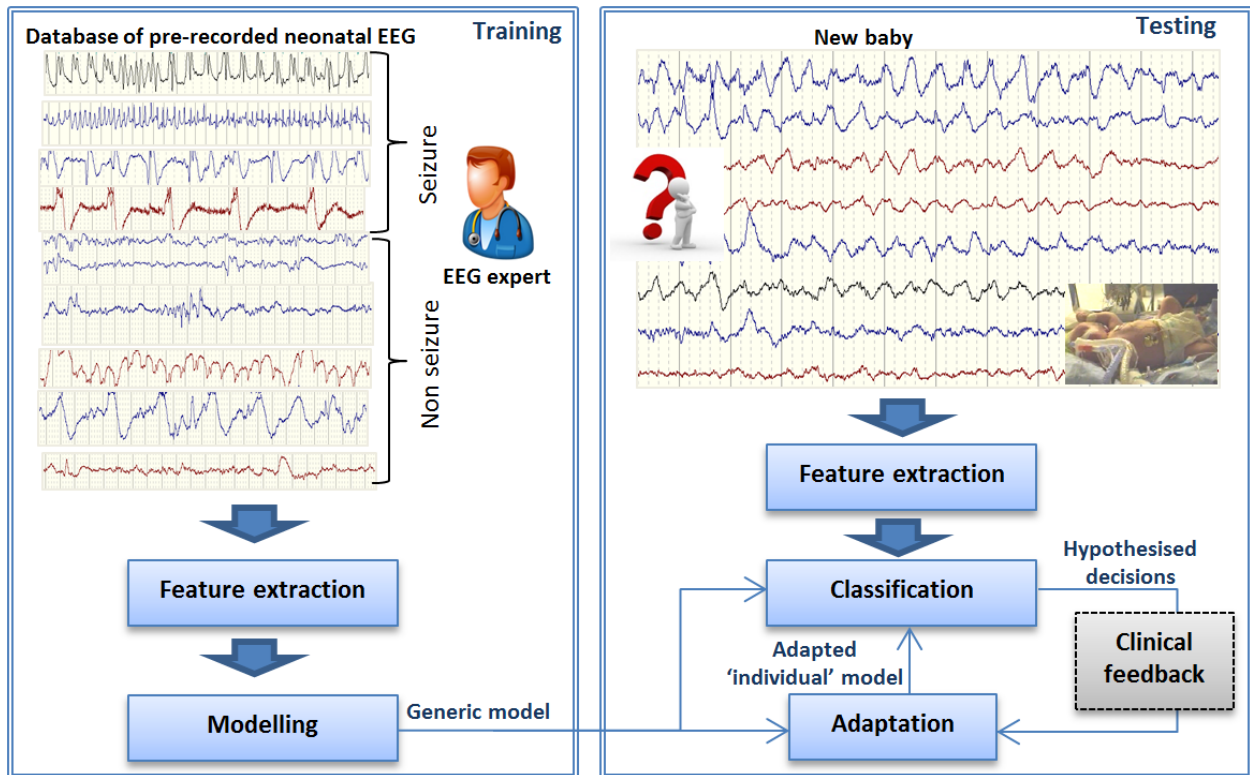 Training
Database of pre-recorded neonatal EEG
Seizure
EEG expert
Non seizure
Feature extraction
Modelling
Generic model
Testing
New baby
?
Feature extraction
Classification
Hypothesised
decisions
Clinical
feedback
Adapted
‘individual’ model
Adaptation